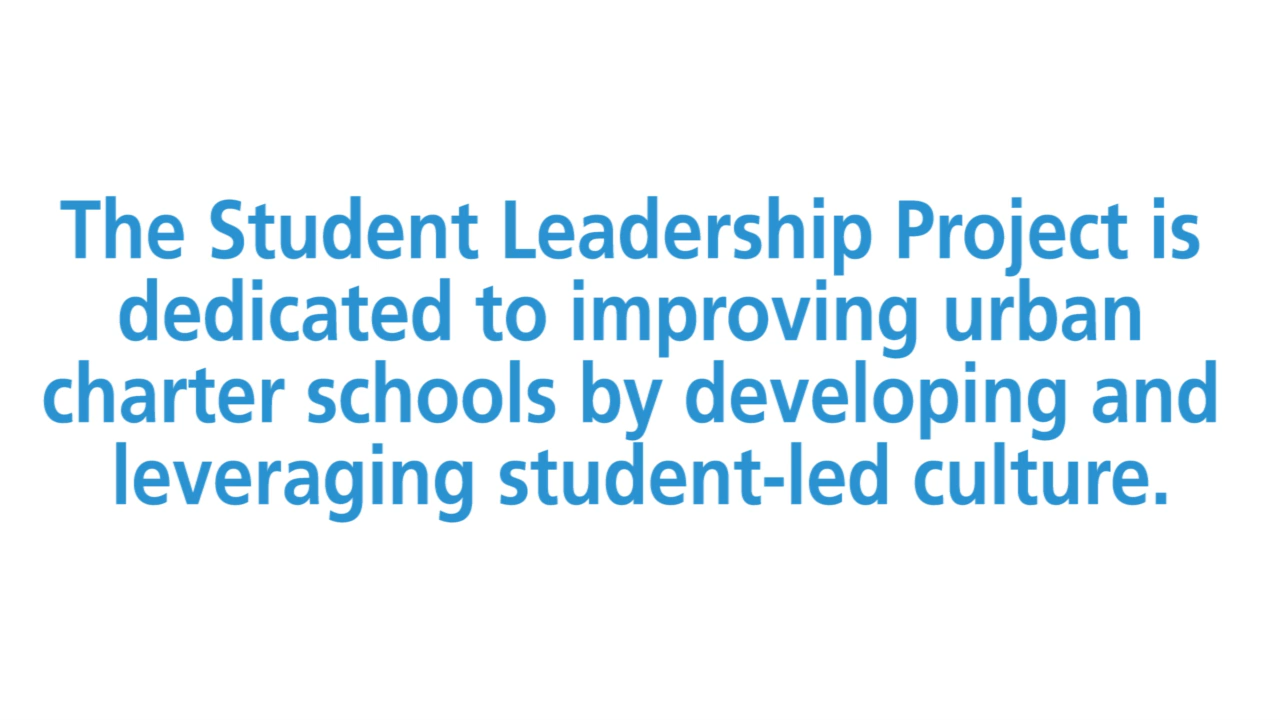 The Student Leadership Project is
dedicated to improving urban
charter schools by developing and
leveraging student-led culture.